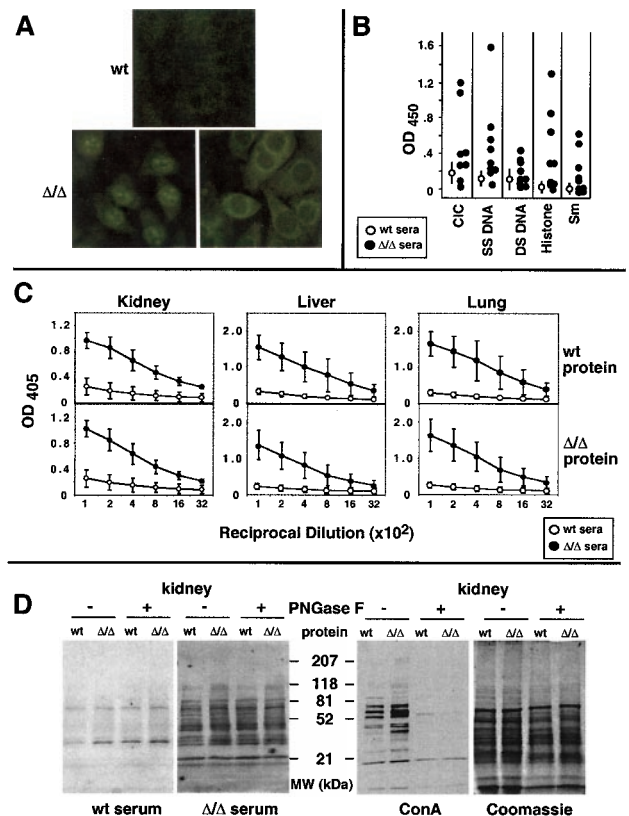 A
wt
Δ/Δ
B
OD 450
1.6
1.2
.8
.4
0
CIC
SS DNA
DS DNA
Histone
Sm
wt sera
Δ/Δ sera
C
Kidney Liver Lung
OD 405
1.2
0.8
0.4
0
2.0
1.0
0
2.0
1.0
0
wt protein
1.2
0.8
0.4
0
2.0
1.0
0
2.0
1.0
0
Δ/Δ protein
1 2 4 8 16 32
1 2 4 8 16 32
1 2 4 8 16 32
Reciprocal Dilution (x10²)
wt sera
Δ/Δ sera
D
kidney kidney
- + - + PNGase F - + - +
wt Δ/Δ wt Δ/Δ wt Δ/Δ wt Δ/Δ protein wt Δ/Δ wt Δ/Δ wt Δ/Δ wt Δ/Δ
207
118
81
52
21
MW (kDa)
wt serum Δ/Δ serum ConA Coomassie